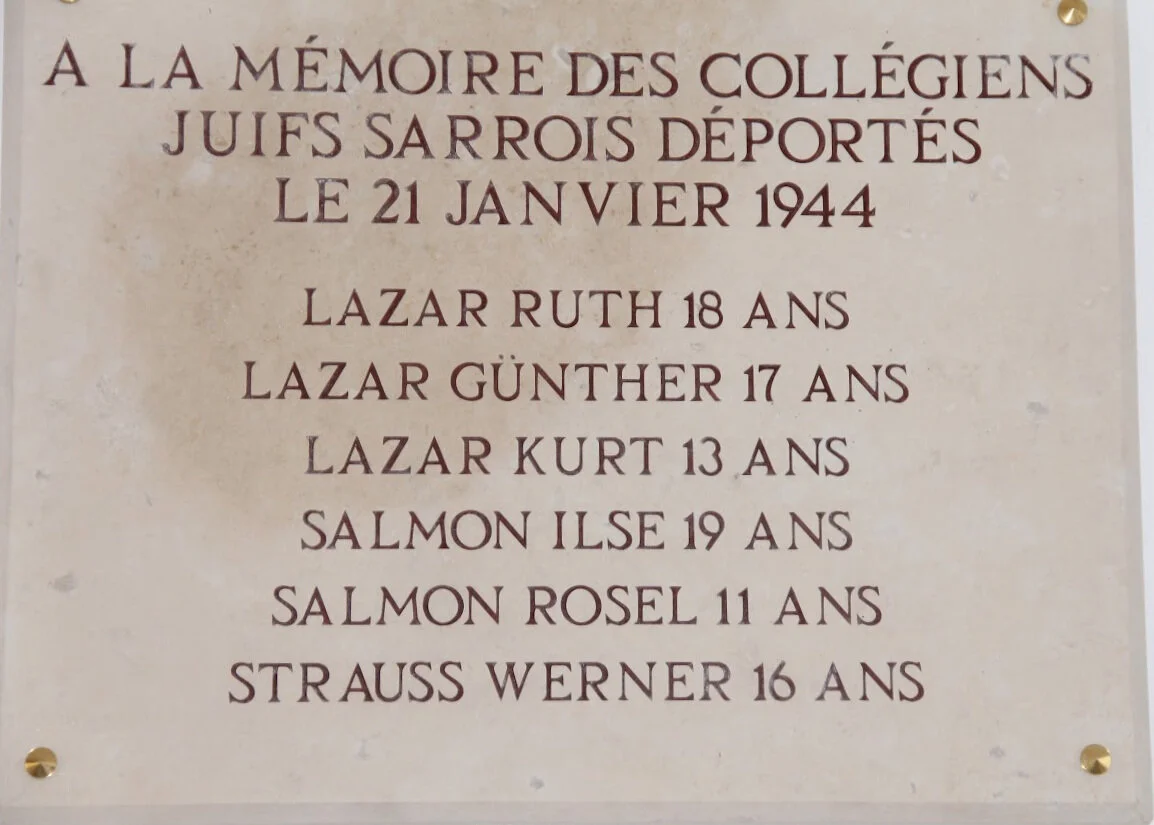 A LA MÉMOIRE DES COLLÉGIENS
JUIFS SARROIS DÉPORTÉS
LE 21 JANVIER 1944
LAZAR RUTH 18 ANS
LAZAR GÜNTHER 17 ANS
LAZAR KURT 13 ANS
SALMON ILSE 19 ANS
SALMON ROSEL 11 ANS
STRAUSS WERNER 16 ANS